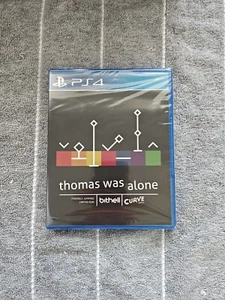 PS4
thomas was alone
bithell
CURVE